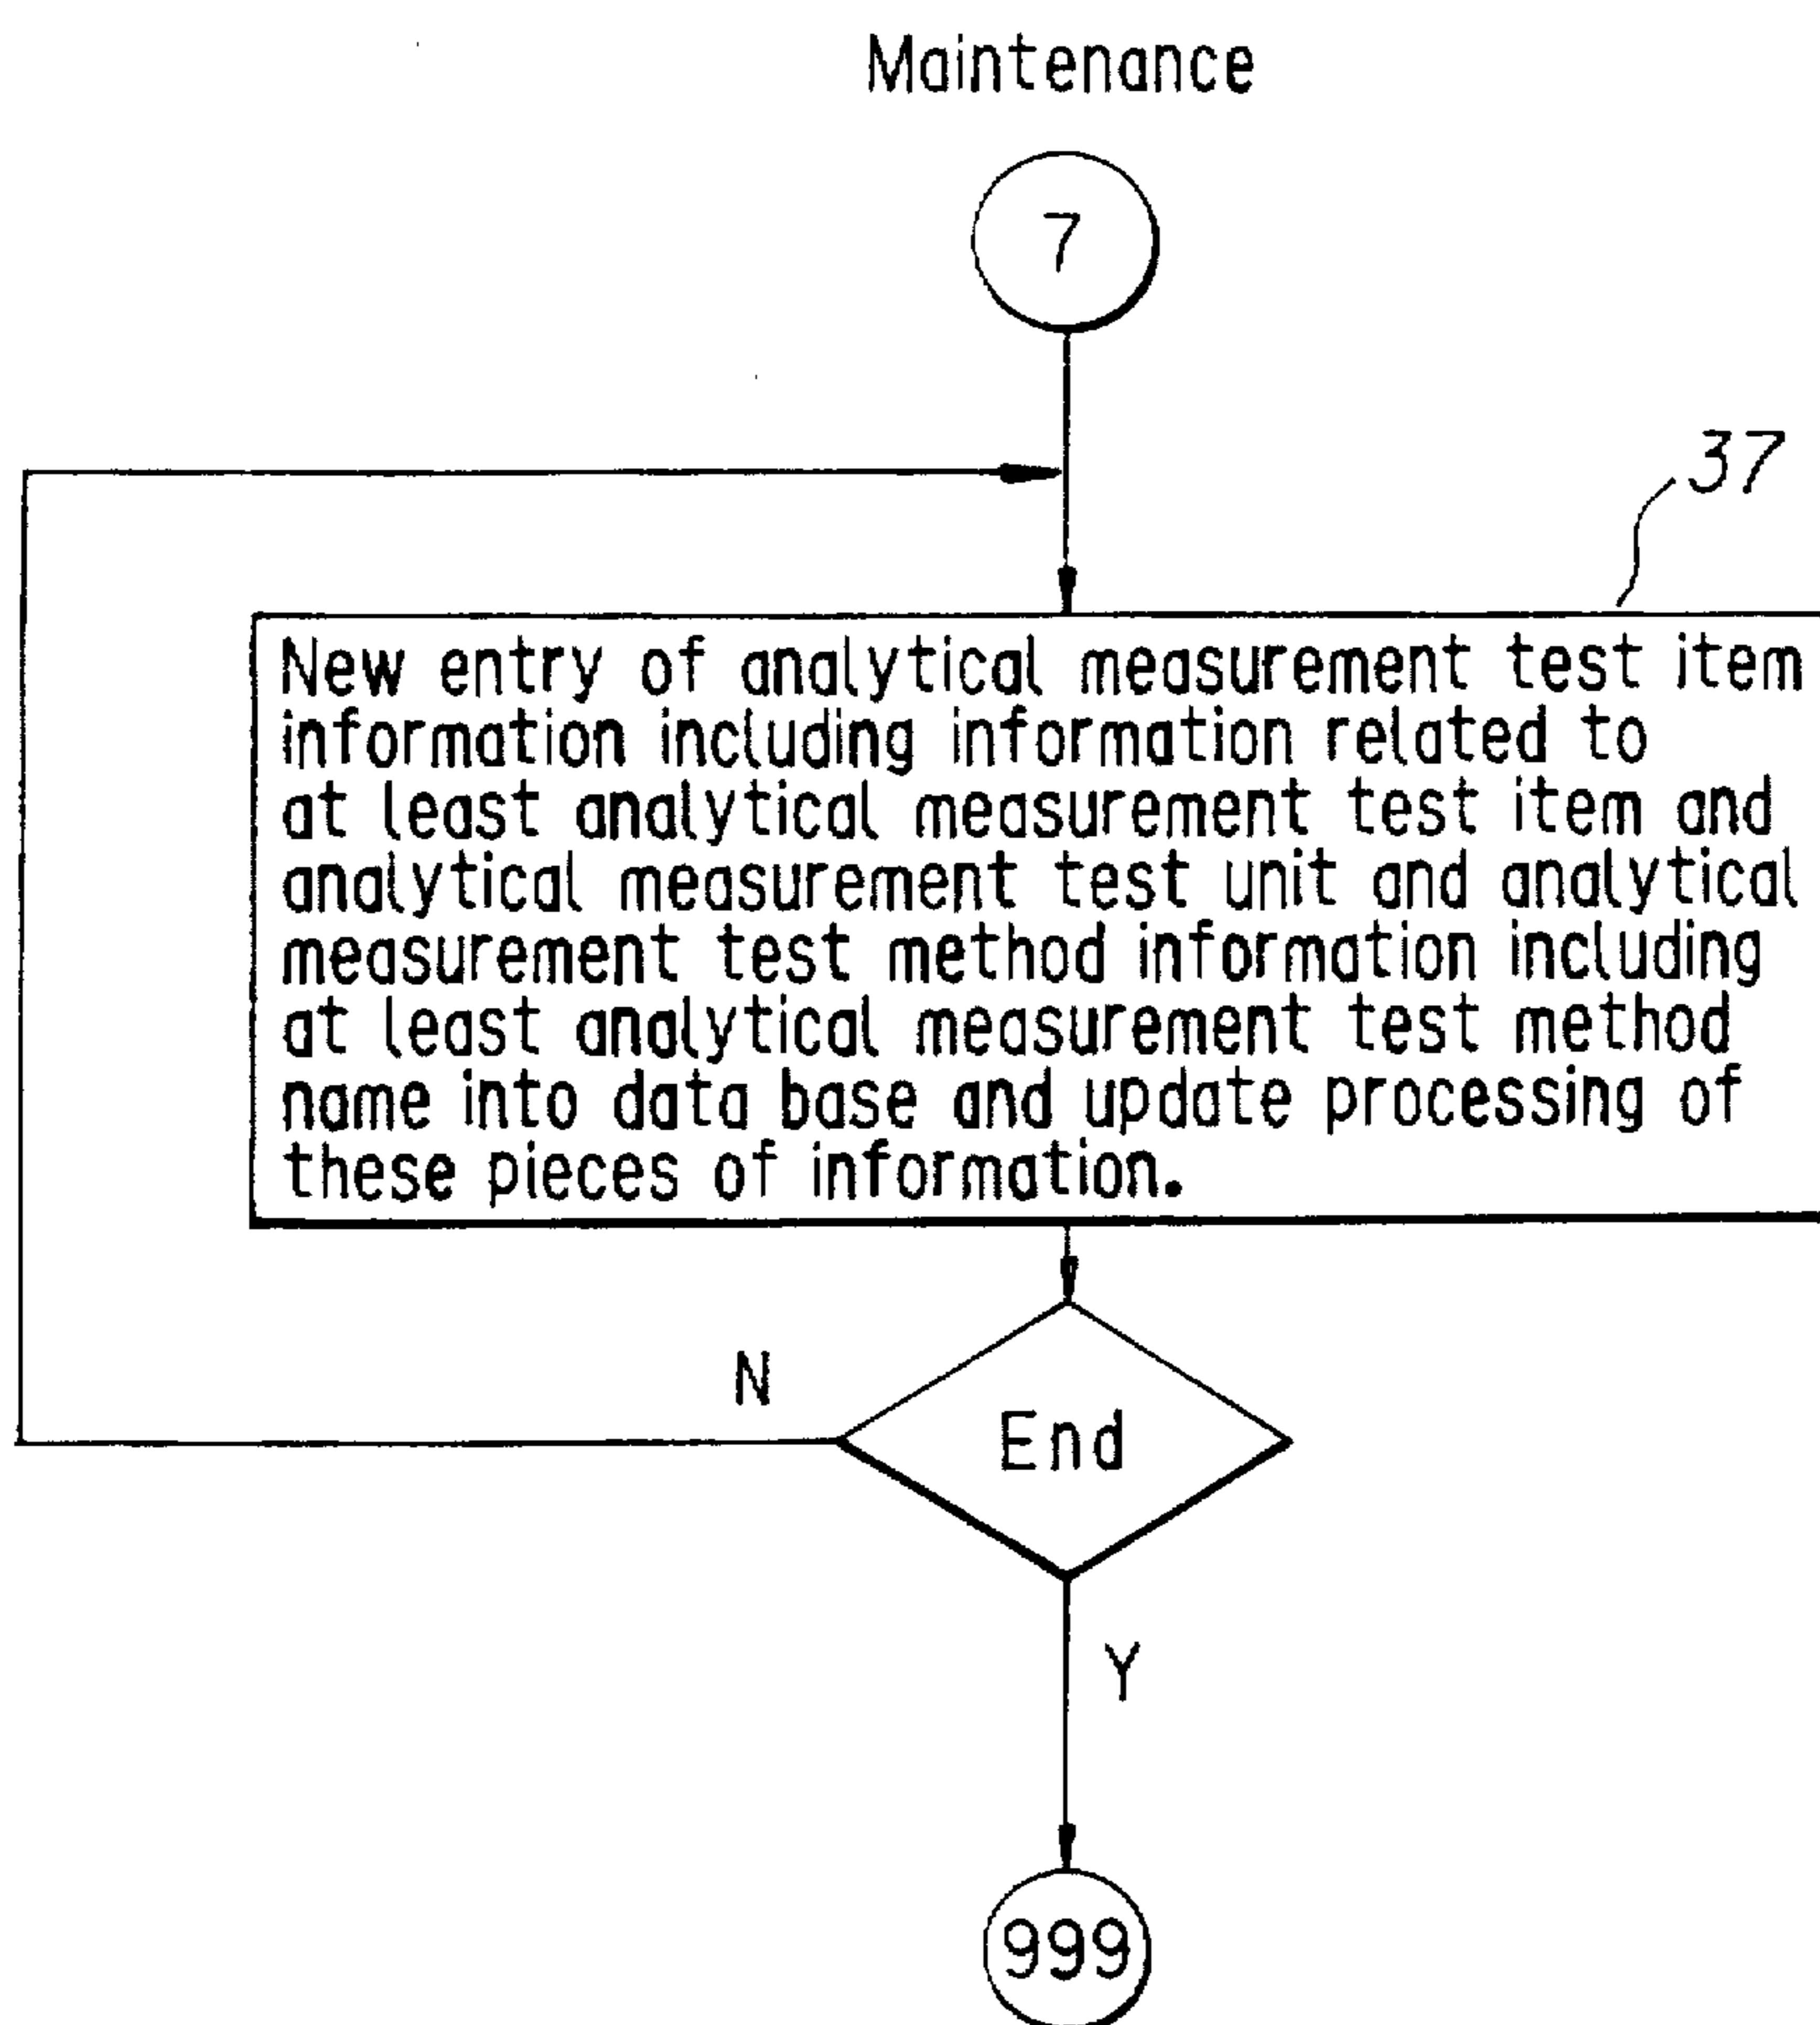 Maintenance
7
37
New entry of analytical measurement test item
information including information related to
at least analytical measurement test item and
analytical measurement test unit and analytical
measurement test method information including
at least analytical measurement test method
name into data base and update processing of
these pieces of information.
N
End
Y
999